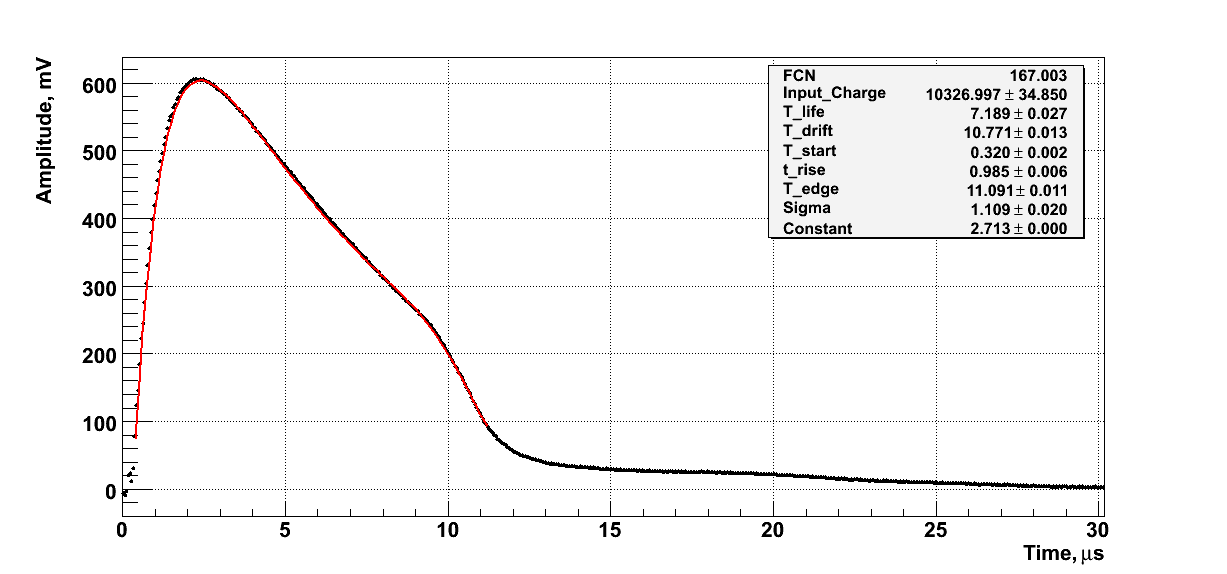 Amplitude, mV
600
500
400
300
200
100
0
FCN 167.003
Input_Charge 10326.997 ± 34.850
T_life 7.189 ± 0.027
T_drift 10.771 ± 0.013
T_start 0.320 ± 0.002
t_rise 0.985 ± 0.006
T_edge 11.091 ± 0.011
Sigma 1.109 ± 0.020
Constant 2.713 ± 0.000
0 5 10 15 20 25 30
Time, μs